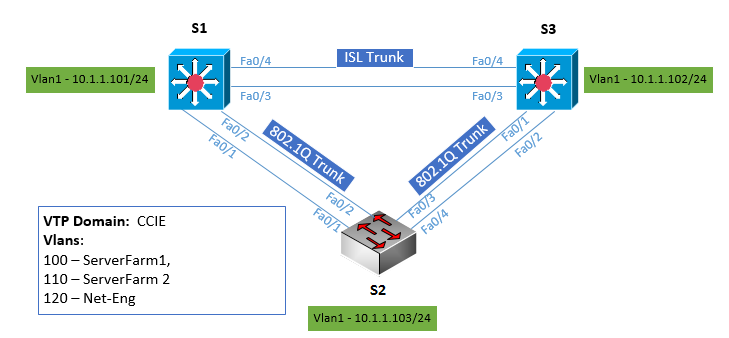 S1
S3
ISL Trunk
Fa0/4
Fa0/4
Vlan1 - 10.1.1.101/24
Vlan1 - 10.1.1.102/24
Fa0/3
Fa0/3
Fa0/2
Fa0/1
802.1Q Trunk
802.1Q Trunk
Fa0/1
Fa0/2
Fa0/2
Fa0/1
Fa0/3
Fa0/4
VTP Domain: CCIE
Vlans:
100 – ServerFarm1,
110 – ServerFarm 2
120 – Net-Eng
S2
Vlan1 - 10.1.1.103/24